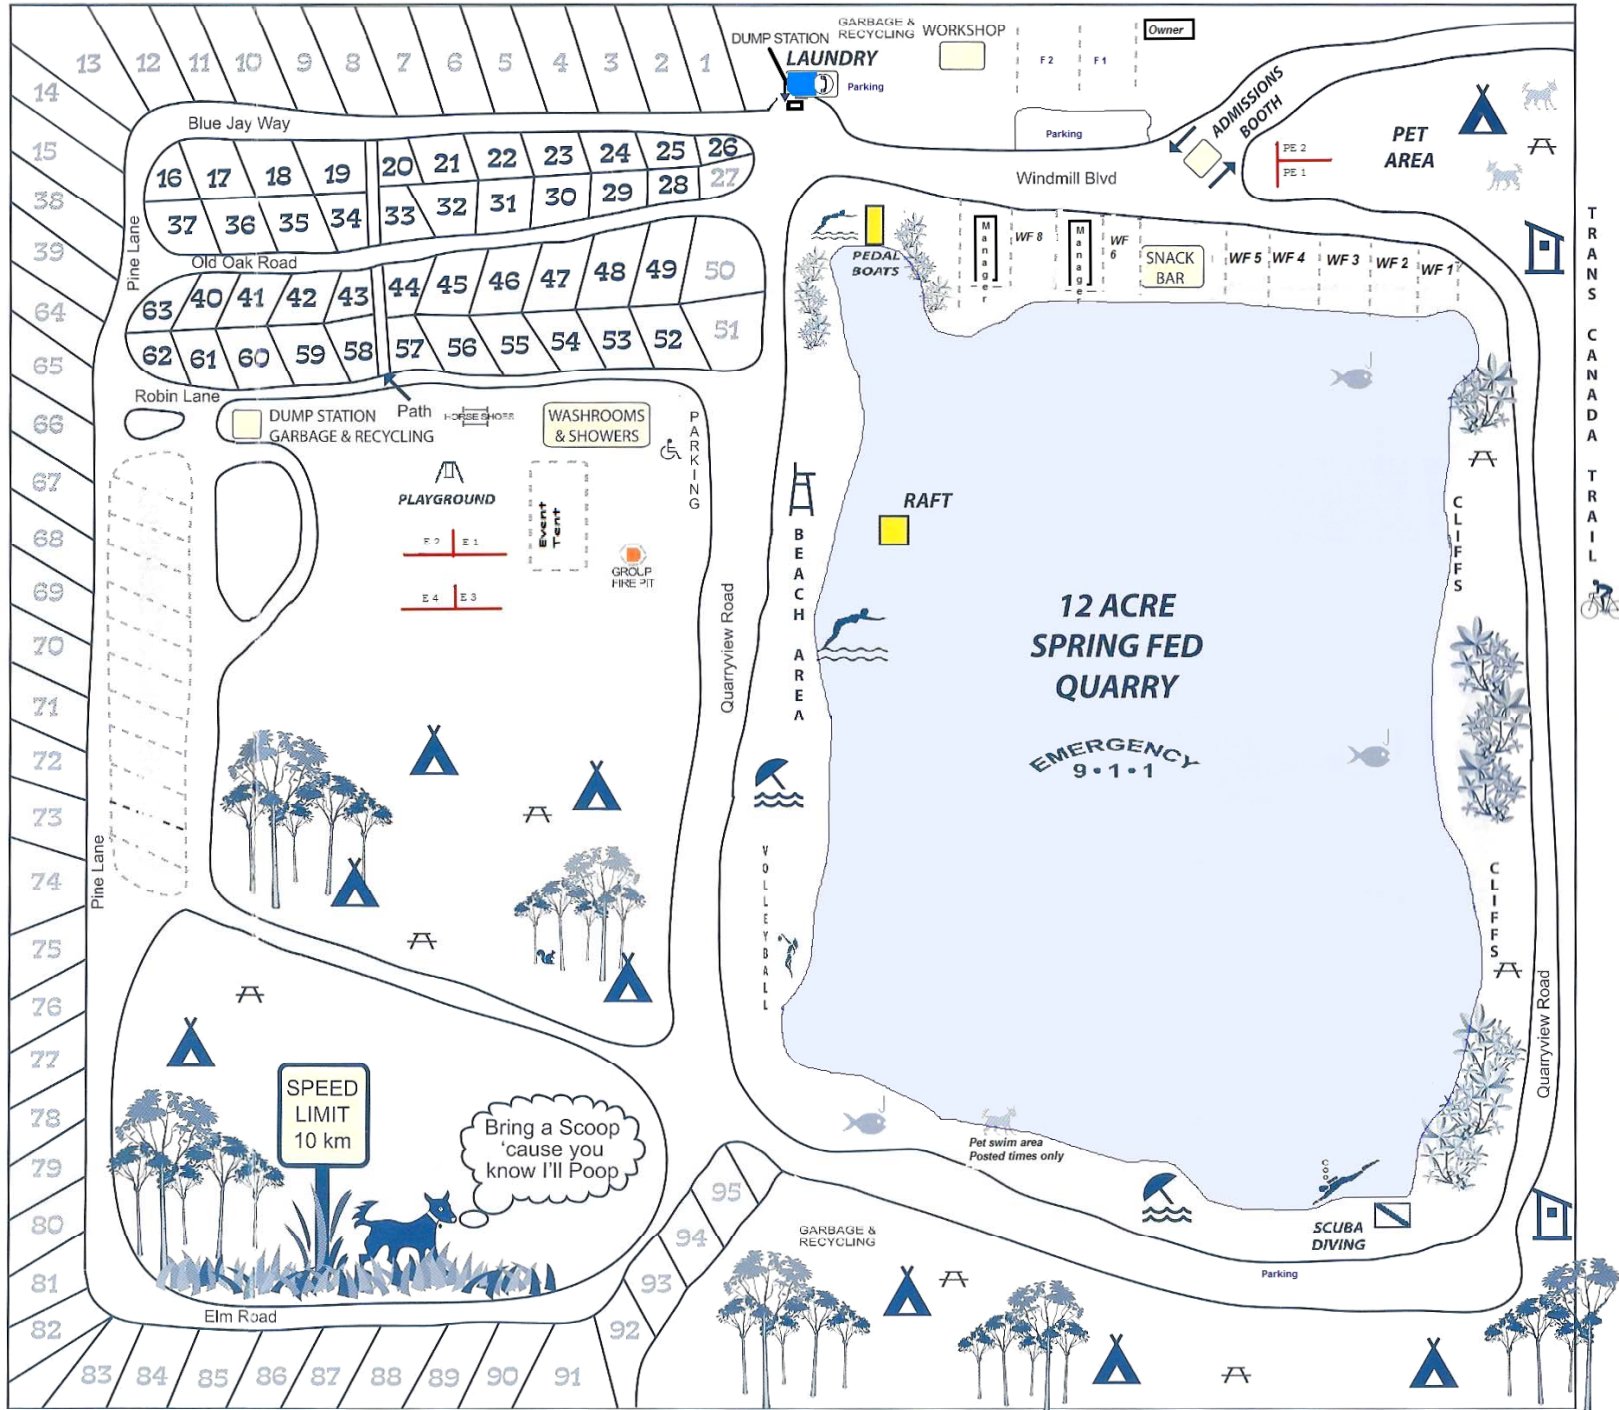 GARBAGE &
RECYCLING
WORKSHOP
Owner
DUMP STATION
LAUNDRY
Parking
F 2
F 1
Parking
ADMISSIONS
BOOTH
PET
AREA
PE 2
PE 1
Windmill Blvd
13
12
11
10
9
8
7
6
5
4
3
2
1
14
Blue Jay Way
15
16
17
18
19
20
21
22
23
24
25
26
27
38
37
36
35
34
33
32
31
30
29
28
Pine Lane
39
Old Oak Road
63
40
41
42
43
44
45
46
47
48
49
50
64
62
61
60
59
58
57
56
55
54
53
52
51
65
Robin Lane
66
Path
DUMP STATION
GARBAGE & RECYCLING
HORSE SHOES
WASHROOMS
& SHOWERS
PARKING
PLAYGROUND
Event
Tent
E 2
E 1
E 4
E 3
GROUP
FIRE PIT
67
68
69
70
71
72
73
74
75
76
77
78
79
80
81
82
Pine Lane
Quarryview Road
PEDAL
BOATS
Manager
WF 8
Manager
WF
6
SNACK
BAR
WF 5
WF 4
WF 3
WF 2
WF 1
TRANS CANADA TRAIL
RAFT
BEACH AREA
CLIFFS
12 ACRE
SPRING FED
QUARRY
EMERGENCY
9•1•1
VOLLEYBALL
CLIFFS
Quarryview Road
SPEED
LIMIT
10 km
Bring a Scoop
'cause you
know I'll Poop
Pet swim area
Posted times only
SCUBA
DIVING
Parking
GARBAGE &
RECYCLING
Elm Road
95
94
93
92
83
84
85
86
87
88
89
90
91